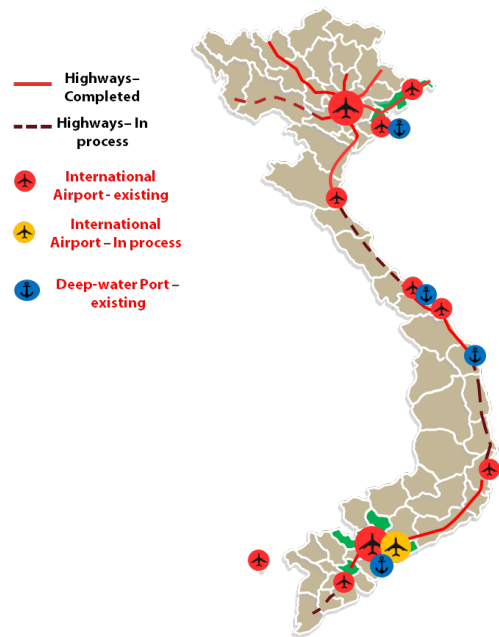 Highways–
Completed
Highways– In
process
International
Airport - existing
International
Airport – In process
Deep-water Port –
existing